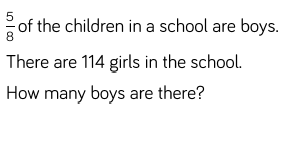 5/8 of the children in a school are boys.
There are 114 girls in the school.
How many boys are there?